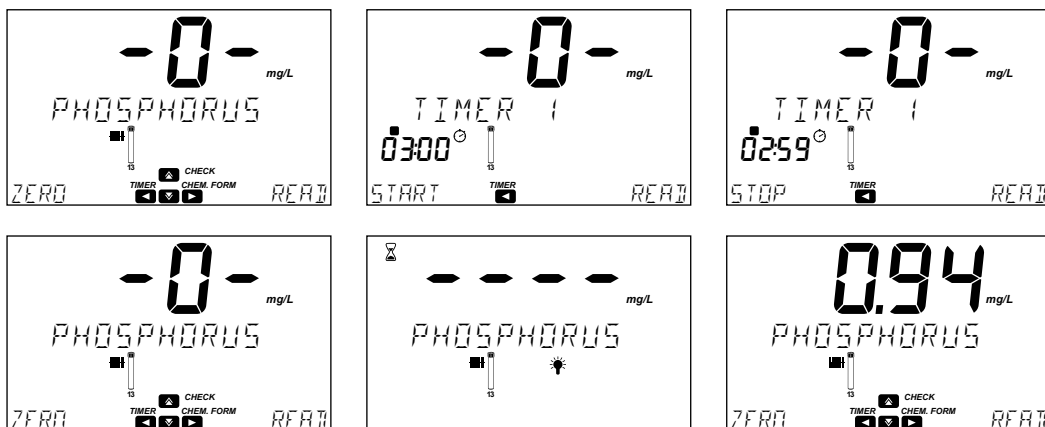 -0-
mg/L
PHOSPHORUS
13
CHECK
TIMER CHEM. FORM
ZERO READ
-0-
mg/L
TIMER 1
03:00
13
TIMER
START READ
-0-
mg/L
TIMER 1
02:59
13
TIMER
STOP READ
-0-
mg/L
PHOSPHORUS
13
CHECK
TIMER CHEM. FORM
ZERO READ
- - - -
mg/L
PHOSPHORUS
13
0.94
mg/L
PHOSPHORUS
13
CHECK
TIMER CHEM. FORM
ZERO READ